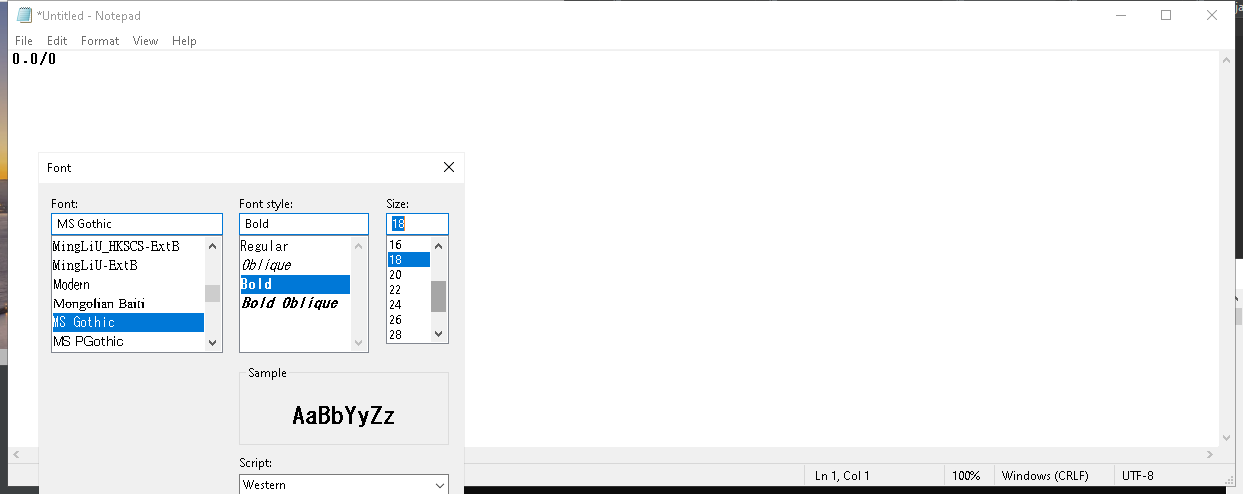 *Untitled - Notepad
File Edit Format View Help
0.0/0
Font
Font: Font style: Size:
MS Gothic Bold 18
MingLiU_HKSCS-ExtB Regular 16
MingLiU-ExtB Oblique 18
Modern Bold 20
Mongolian Baiti Bold Oblique 22
MS Gothic 24
MS PGothic 26
28
Sample
AaBbYyZz
Script:
Western
Ln 1, Col 1 100% Windows (CRLF) UTF-8